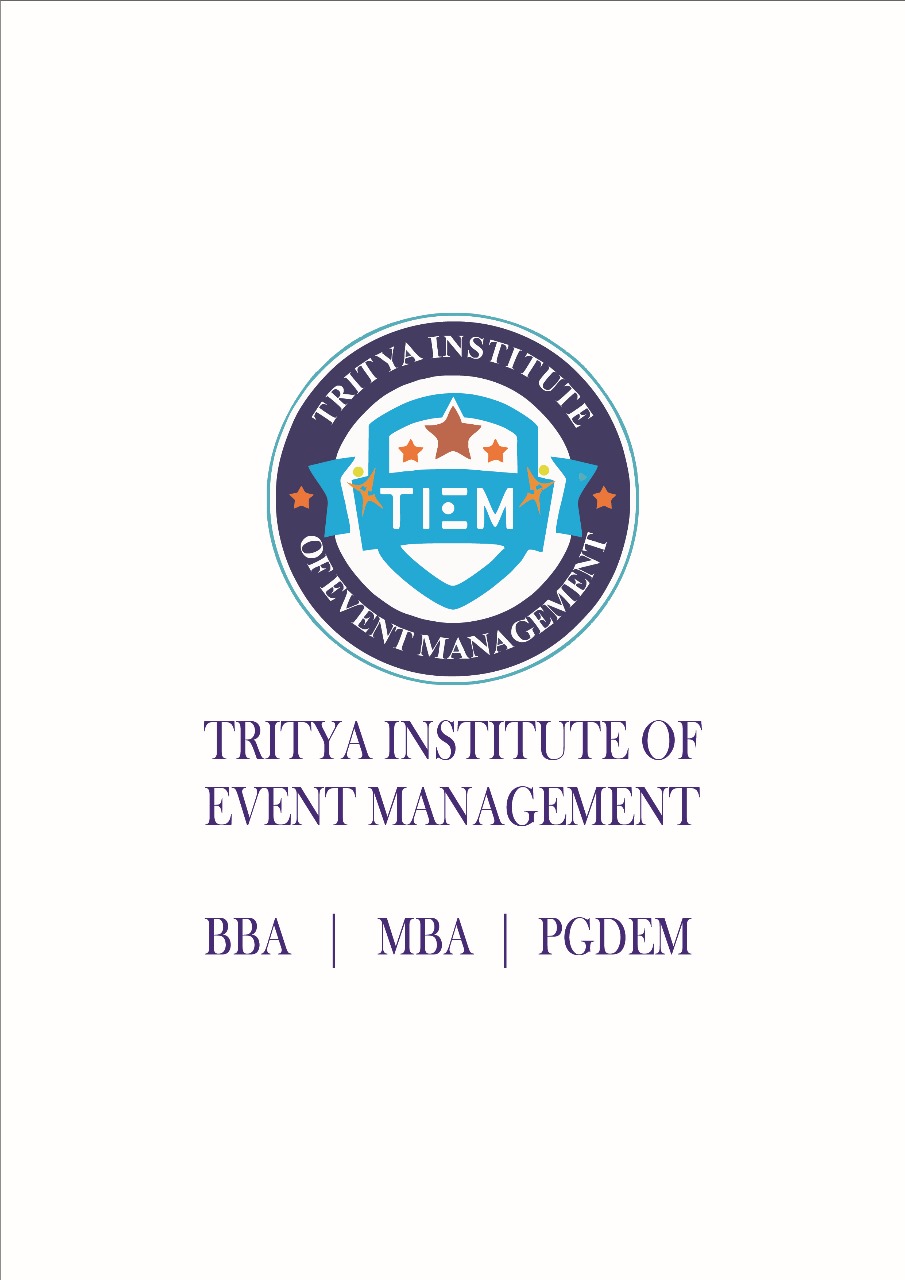 TRITYA INSTITUTE
TIEM
OF EVENT MANAGEMENT
TRITYA INSTITUTE OF
EVENT MANAGEMENT
BBA | MBA | PGDEM